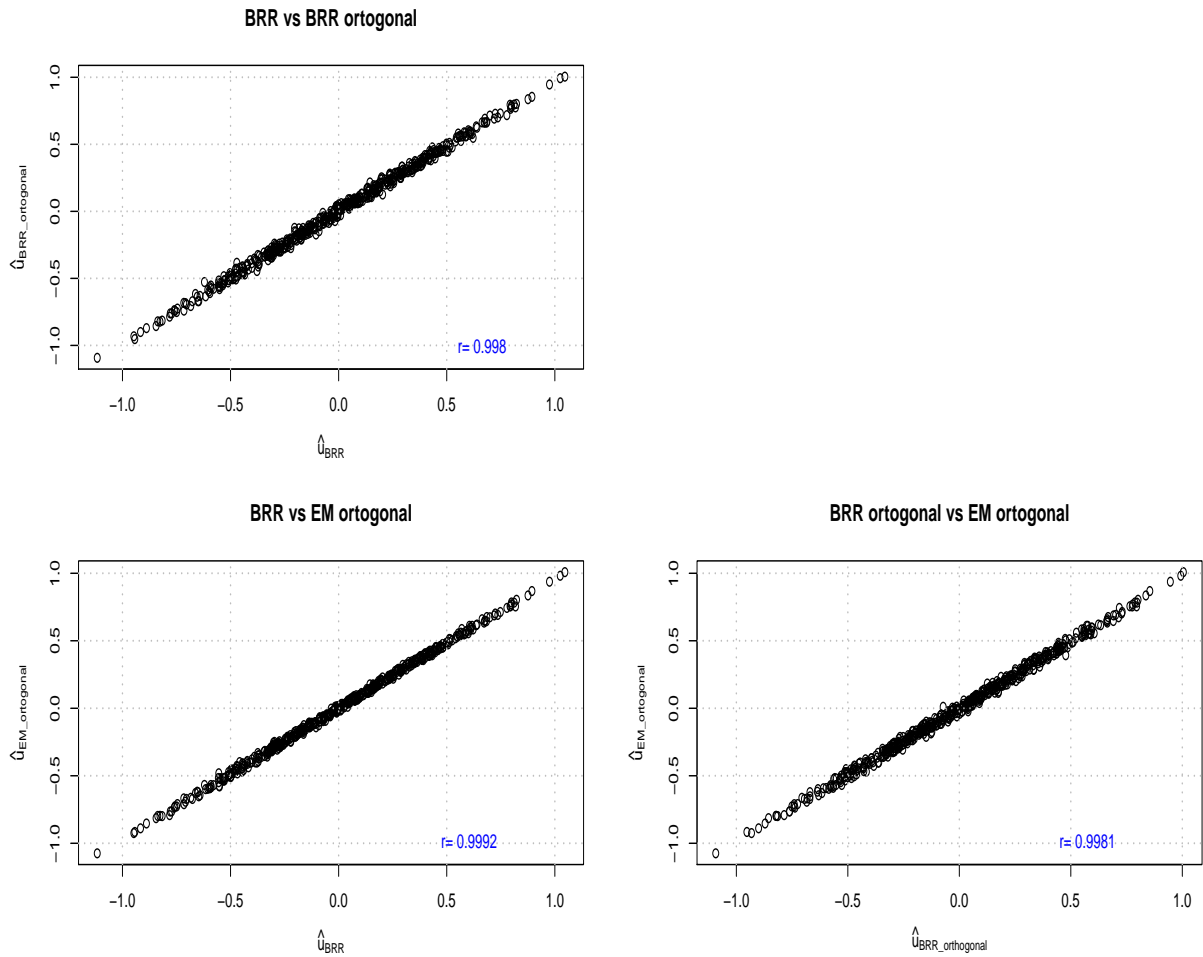 BRR vs BRR ortogonal
û_BRR_ortogonal
1.0
0.5
0.0
−0.5
−1.0
r= 0.998
−1.0 −0.5 0.0 0.5 1.0
û_BRR
BRR vs EM ortogonal
û_EM_ortogonal
1.0
0.5
0.0
−0.5
−1.0
r= 0.9992
−1.0 −0.5 0.0 0.5 1.0
û_BRR
BRR ortogonal vs EM ortogonal
û_EM_ortogonal
1.0
0.5
0.0
−0.5
−1.0
r= 0.9981
−1.0 −0.5 0.0 0.5 1.0
û_BRR_orthogonal